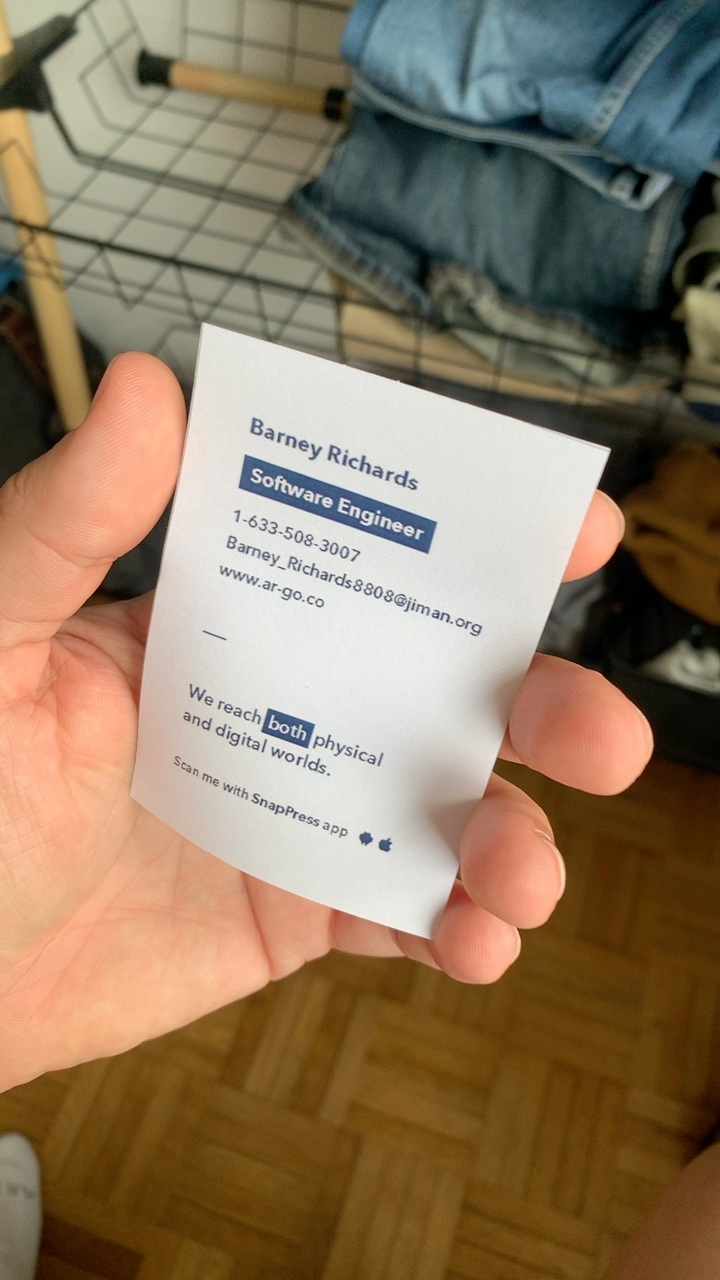 Barney Richards
Software Engineer
1-633-508-3007
Barney_Richards8808@jiman.org
www.ar-go.co
—
We reach both physical
and digital worlds.
Scan me with SnapPress app